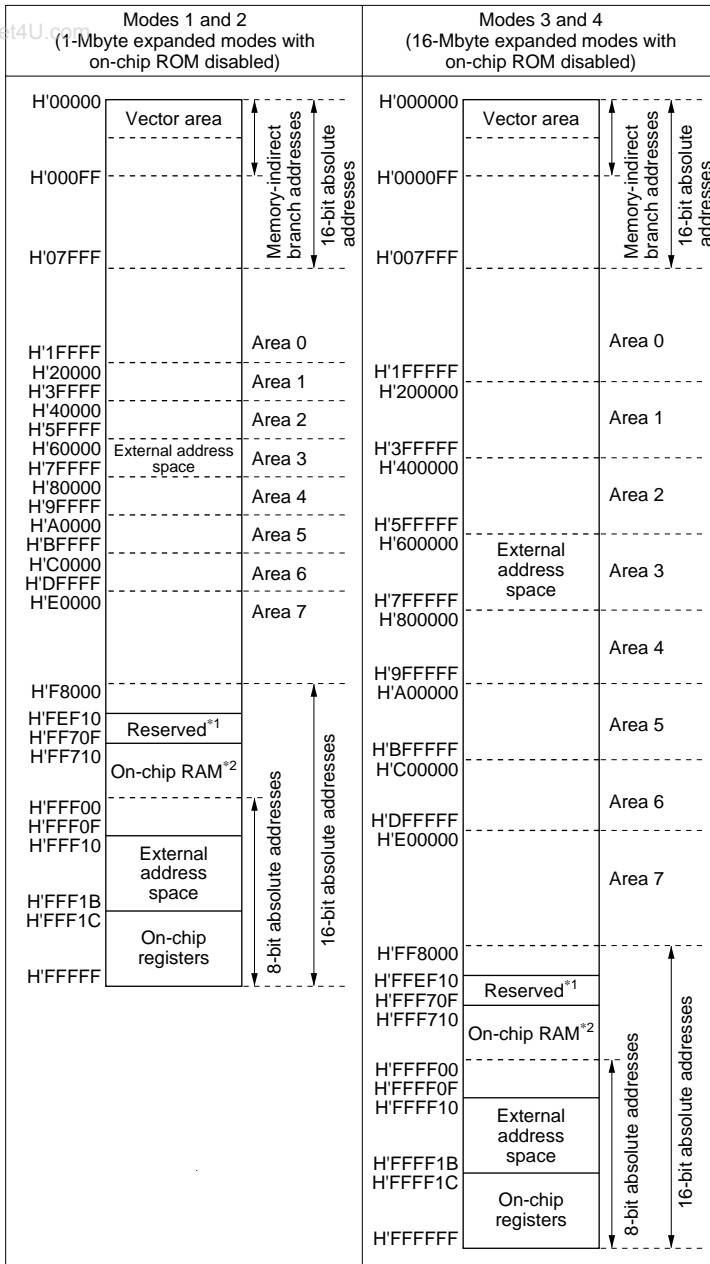 et4U.com
Modes 1 and 2
(1-Mbyte expanded modes with
on-chip ROM disabled)
H'00000
Vector area
H'000FF
H'07FFF
Memory-indirect
branch addresses
16-bit absolute
addresses
H'1FFFF
Area 0
H'20000
H'3FFFF
Area 1
H'40000
H'5FFFF
Area 2
H'60000
H'7FFFF
External address
space
Area 3
H'80000
H'9FFFF
Area 4
H'A0000
H'BFFFF
Area 5
H'C0000
H'DFFFF
Area 6
H'E0000
Area 7
H'F8000
H'FEF10
Reserved*1
H'FF70F
H'FF710
On-chip RAM*2
H'FFF00
H'FFF0F
H'FFF10
External
address
space
H'FFF1B
H'FFF1C
On-chip
registers
H'FFFFF
8-bit absolute addresses
16-bit absolute addresses
Modes 3 and 4
(16-Mbyte expanded modes with
on-chip ROM disabled)
H'000000
Vector area
H'0000FF
H'007FFF
Memory-indirect
branch addresses
16-bit absolute
addresses
Area 0
H'1FFFFF
H'200000
Area 1
H'3FFFFF
H'400000
Area 2
H'5FFFFF
H'600000
External
address
space
Area 3
H'7FFFFF
H'800000
Area 4
H'9FFFFF
H'A00000
Area 5
H'BFFFFF
H'C00000
Area 6
H'DFFFFF
H'E00000
Area 7
H'FF8000
H'FFEF10
Reserved*1
H'FFF70F
H'FFF710
On-chip RAM*2
H'FFFF00
H'FFFF0F
H'FFFF10
External
address
space
H'FFFF1B
H'FFFF1C
On-chip
registers
H'FFFFFF
8-bit absolute addresses
16-bit absolute addresses